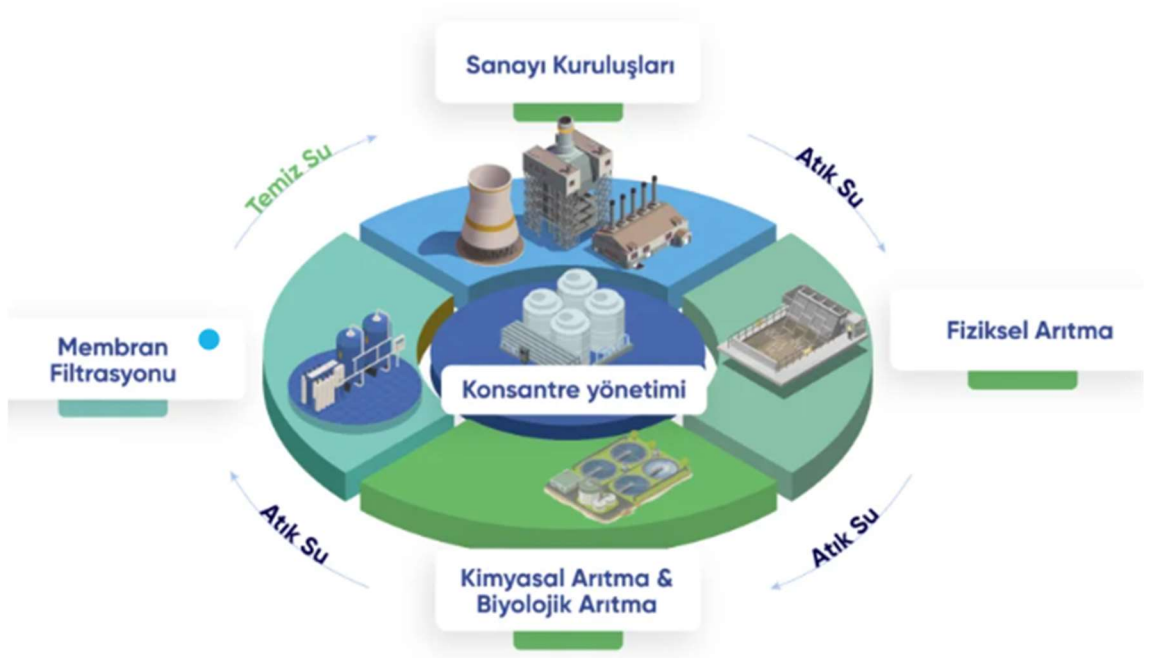 Sanayı Kuruluşları
Temiz Su
Atık Su
Membran
Filtrasyonu
Fiziksel Arıtma
Konsantre yönetimi
Atık Su
Atık Su
Kimyasal Arıtma &
Biyolojik Arıtma